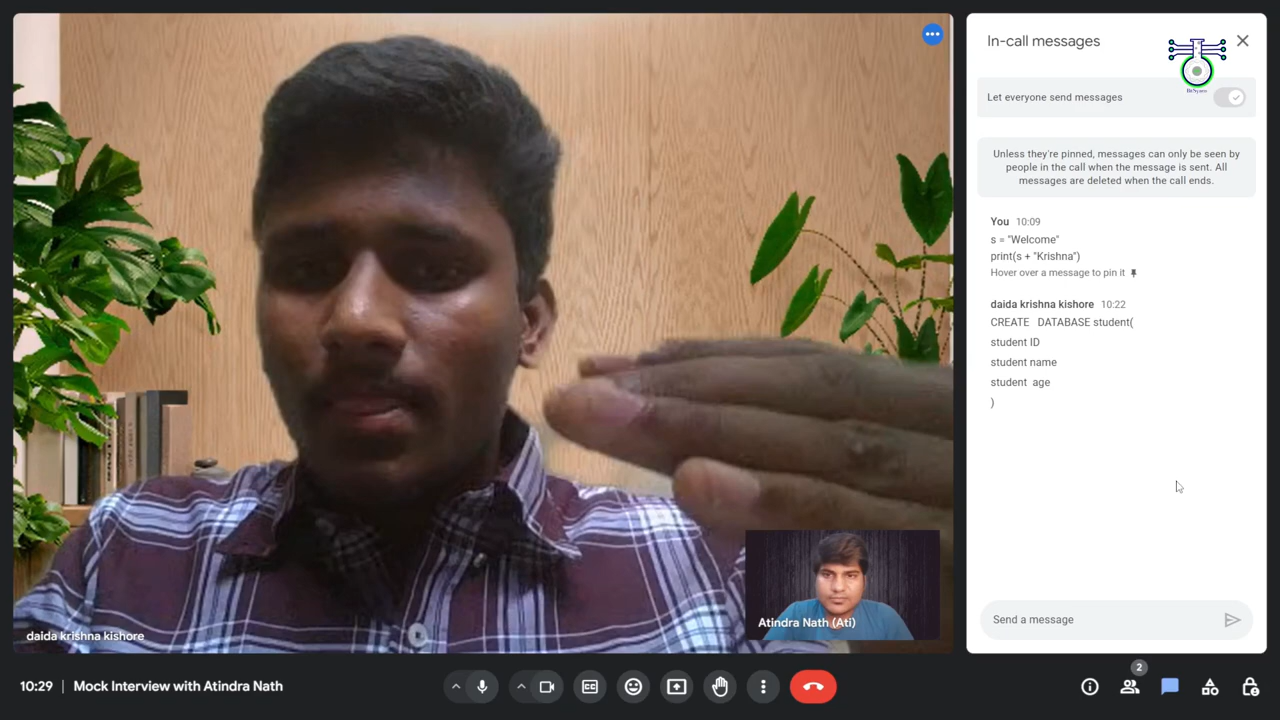 In-call messages
BitSpace
Let everyone send messages
Unless they're pinned, messages can only be seen by
people in the call when the message is sent. All
messages are deleted when the call ends.
You 10:09
s = "Welcome"
print(s + "Krishna")
Hover over a message to pin it
daida krishna kishore 10:22
CREATE   DATABASE student(
student ID
student name
student  age
)
Send a message
daida krishna kishore
Atindra Nath (Ati)
10:29 | Mock Interview with Atindra Nath
CC
2